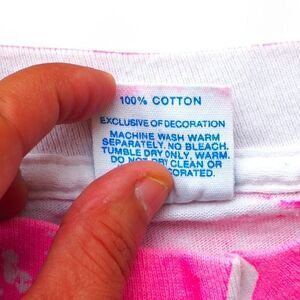 100% COTTON
EXCLUSIVE OF DECORATION
MACHINE WASH WARM
SEPARATELY. NO BLEACH.
TUMBLE DRY ONLY, WARM.
DO NOT DRY CLEAN OR
CORATED.